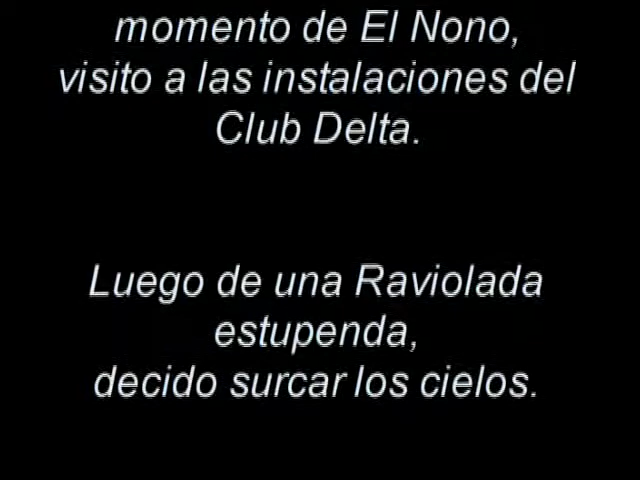 momento de El Nono,
visito a las instalaciones del
Club Delta.
Luego de una Raviolada
estupenda,
decido surcar los cielos.